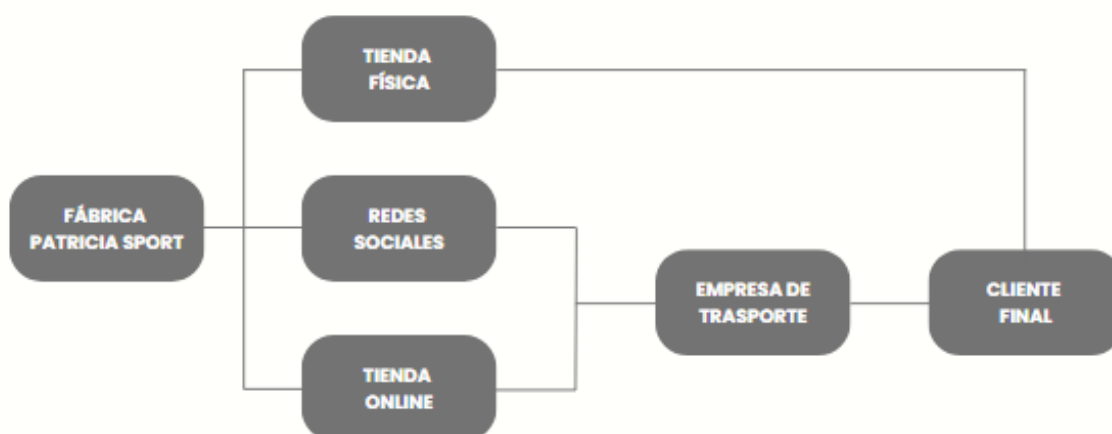 TIENDA
FÍSICA
FÁBRICA
PATRICIA SPORT
REDES
SOCIALES
EMPRESA DE
TRASPORTE
CLIENTE
FINAL
TIENDA
ONLINE